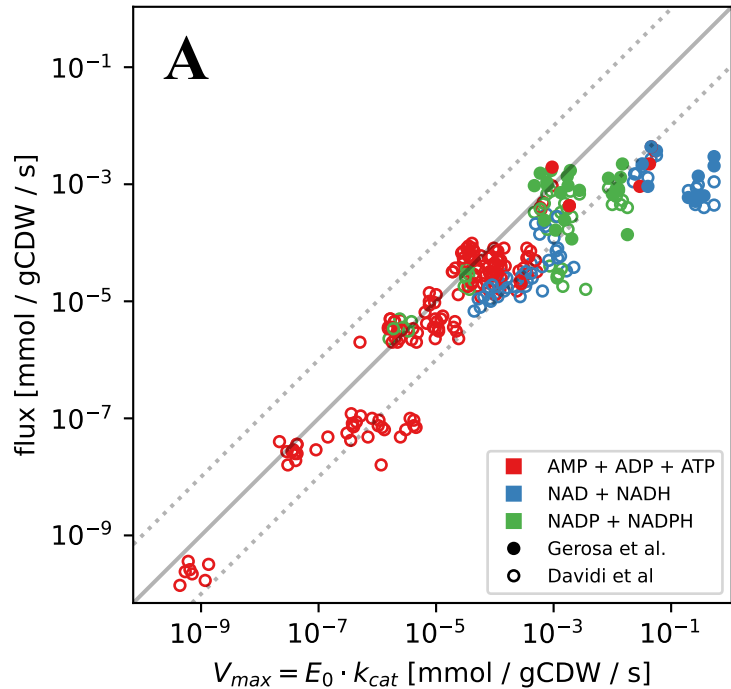 A
10⁻¹
10⁻³
10⁻⁵
10⁻⁷
10⁻⁹
flux [mmol / gCDW / s]
AMP + ADP + ATP
NAD + NADH
NADP + NADPH
Gerosa et al.
Davidi et al
10⁻⁹ 10⁻⁷ 10⁻⁵ 10⁻³ 10⁻¹
V_max = E_0 · k_cat [mmol / gCDW / s]